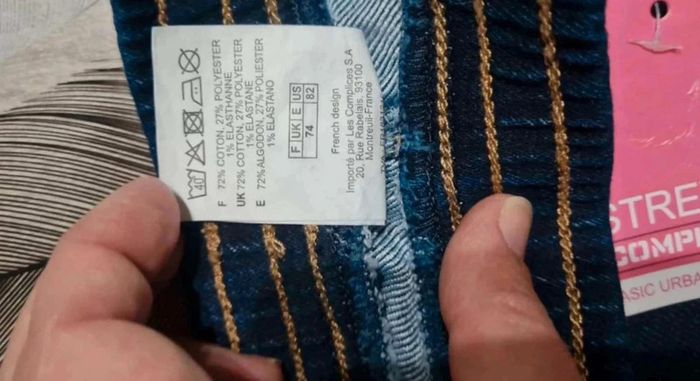 40
F 72% COTON, 27% POLYESTER
1% ELASTHANNE
UK 72% COTTON, 27% POLYESTER
1% ELASTANE
E 72% ALGODON, 27% POLIESTER
1% ELASTANO
F UK E US
74 82
French design
Importé par Les Complices S.A
20, Rue Rabelais, 93100
Montreuil-France
STRE
COMPL
ASIC URBA